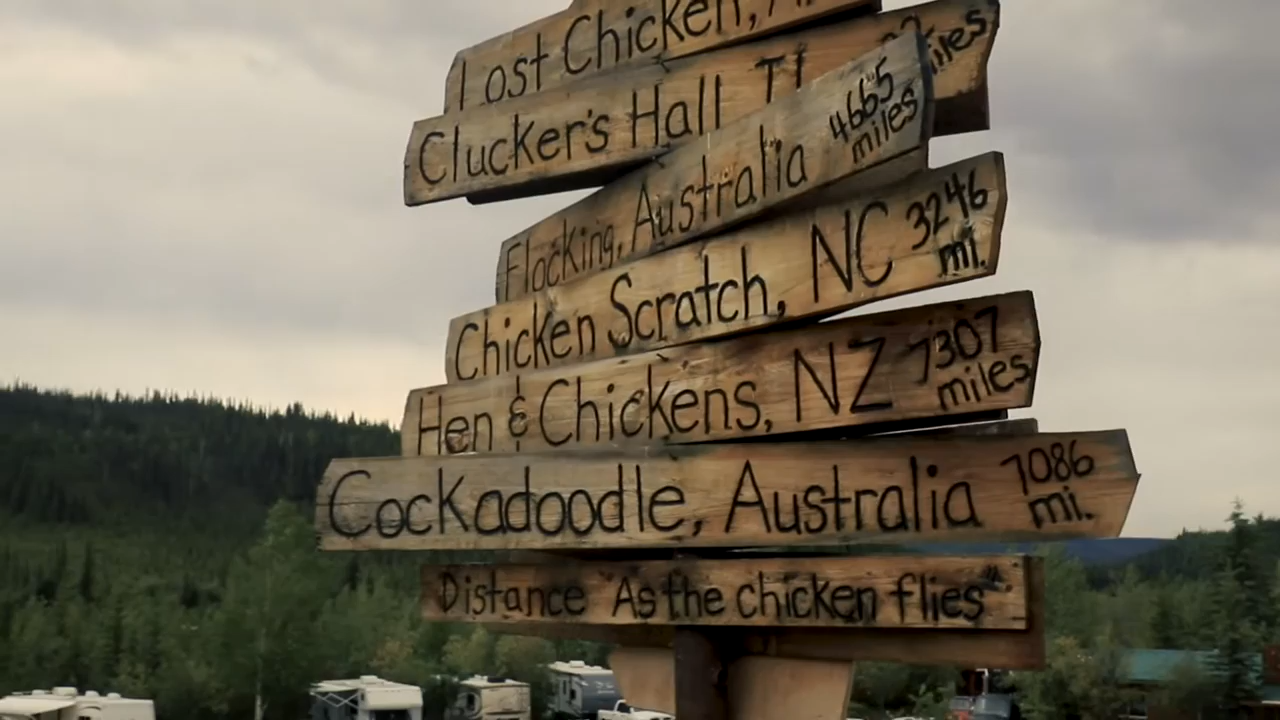 Lost Chicken,
Clucker's Hall miles
Flocking, Australia 4665 miles
Chicken Scratch, NC 3246 mi.
Hen & Chickens, NZ 7307 miles
Cockadoodle, Australia 7086 mi.
Distance "As the chicken flies"